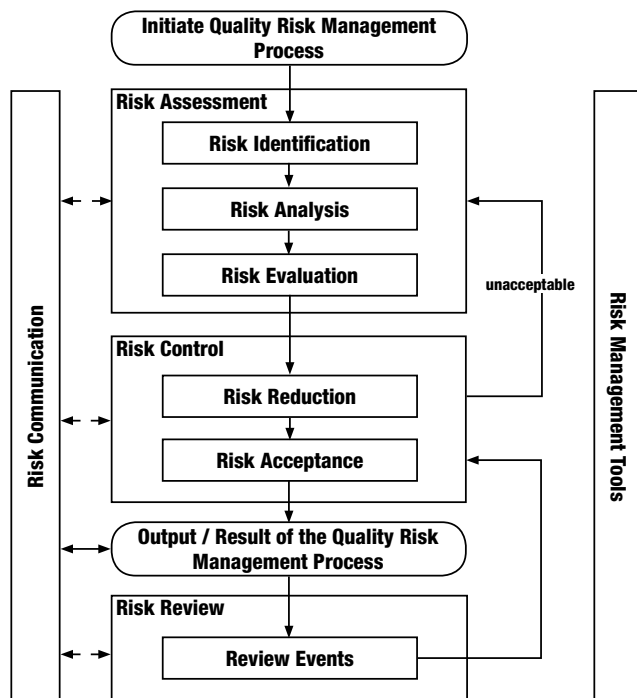 Initiate Quality Risk Management
Process
Risk Assessment
Risk Identification
Risk Analysis
Risk Evaluation
unacceptable
Risk Control
Risk Reduction
Risk Acceptance
Output / Result of the Quality Risk
Management Process
Risk Review
Review Events
Risk Communication
Risk Management Tools